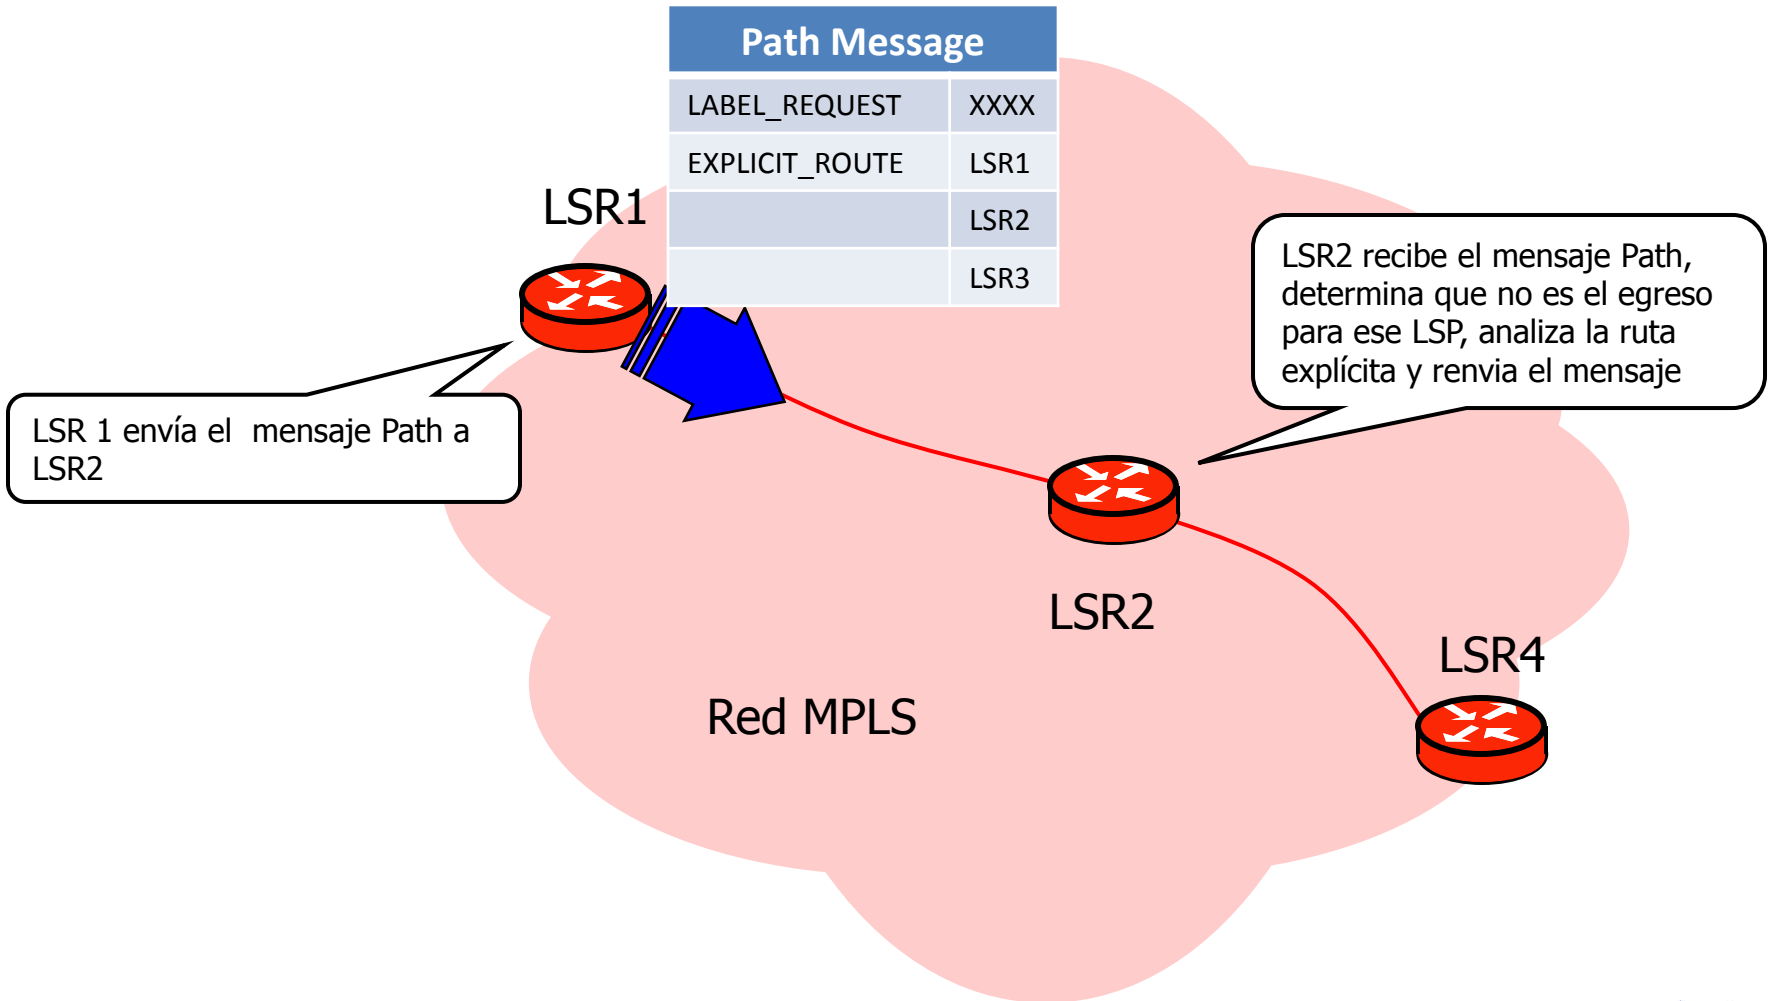 Path Message
LABEL_REQUEST XXXX
EXPLICIT_ROUTE LSR1
LSR2
LSR3
LSR1
LSR2 recibe el mensaje Path,
determina que no es el egreso
para ese LSP, analiza la ruta
explícita y renvia el mensaje
LSR 1 envía el  mensaje Path a
LSR2
LSR2
LSR4
Red MPLS